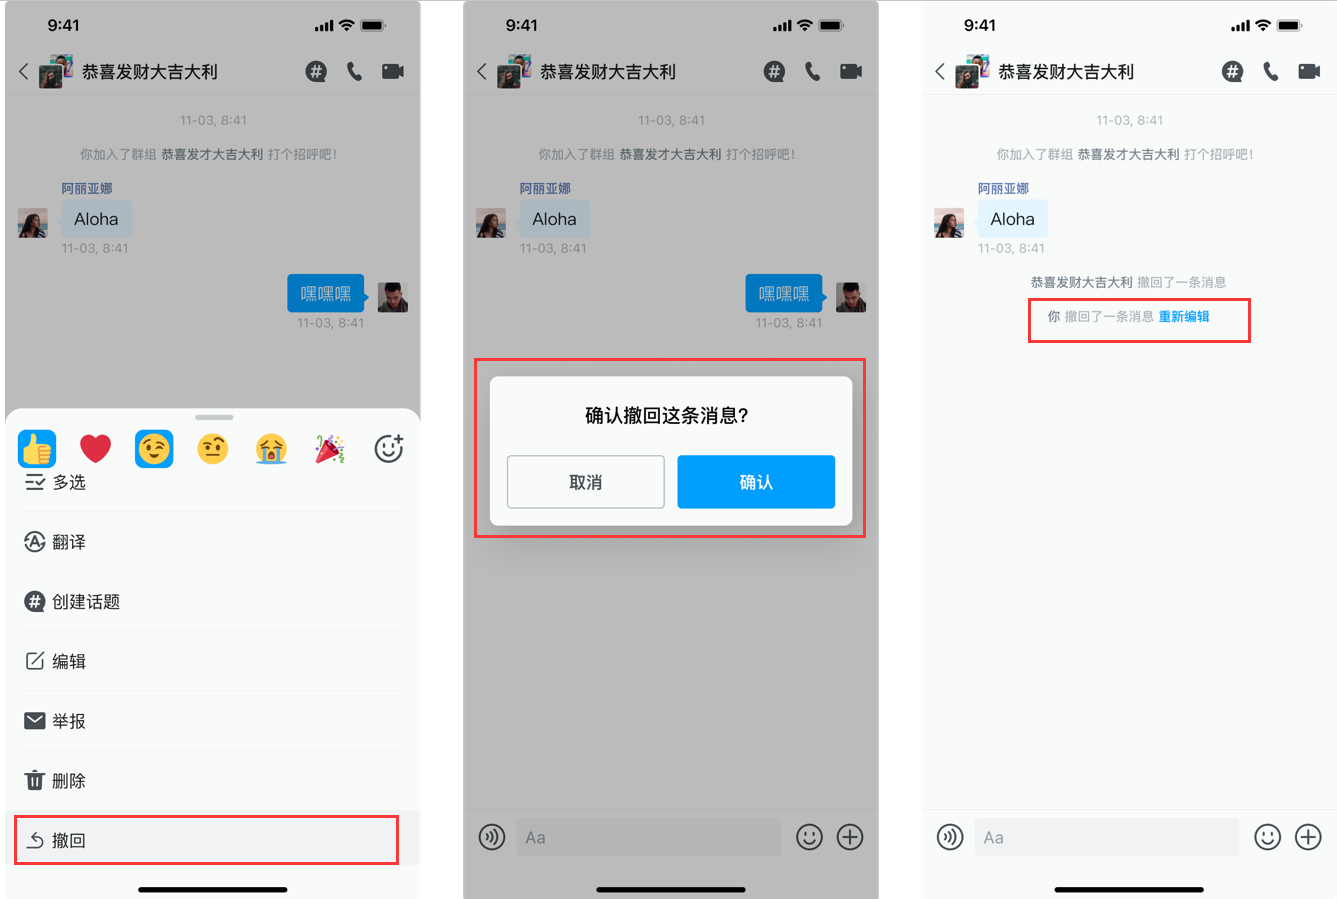 9:41
恭喜发财大吉大利
11-03, 8:41
你加入了群组 恭喜发才大吉大利 打个招呼吧!
阿丽亚娜
Aloha
11-03, 8:41
嘿嘿嘿
11-03, 8:41
多选
翻译
创建话题
编辑
举报
删除
撤回
9:41
恭喜发财大吉大利
11-03, 8:41
你加入了群组 恭喜发才大吉大利 打个招呼吧!
阿丽亚娜
Aloha
11-03, 8:41
嘿嘿嘿
11-03, 8:41
确认撤回这条消息?
取消
确认
Aa
9:41
恭喜发财大吉大利
11-03, 8:41
你加入了群组 恭喜发才大吉大利 打个招呼吧!
阿丽亚娜
Aloha
11-03, 8:41
恭喜发财大吉大利 撤回了一条消息
你 撤回了一条消息 重新编辑
Aa